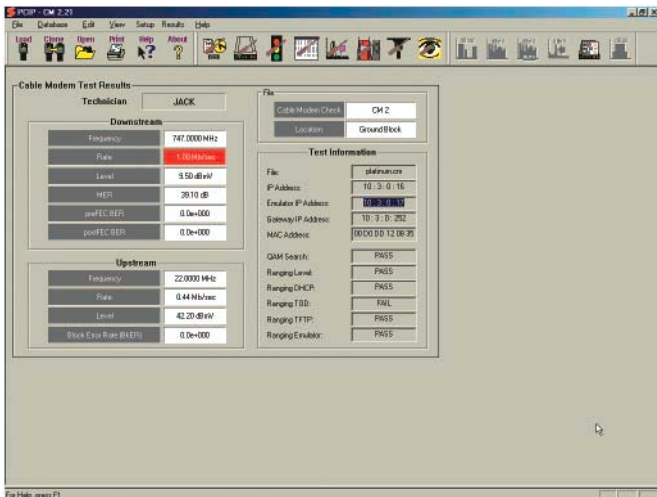 PCIP - CM 2.21
File Database Edit View Setup Results Help
Load Clone Open Print Help About
Cable Modem Test Results
Technician JACK
Downstream
Frequency 747.0000 MHz
Rate 1.00 Mb/sec
Level 9.50 dBmV
MER 39.10 dB
preFEC BER 0.0e+000
postFEC BER 0.0e+000
Upstream
Frequency 22.0000 MHz
Rate 0.44 Mb/sec
Level 42.20 dBmV
Block Error Rate (BkER) 0.0e+000
File
Cable Modem Check CM 2
Location Ground Block
Test Information
File: platinum.cm
IP Address: 10 : 3 : 0 : 16
Emulator IP Address: 10 : 3 : 0 : 17
Gateway IP Address: 10 : 3 : 0 : 252
MAC Address: 00 D0 DD 12 08 35
QAM Search: PASS
Ranging Level: PASS
Ranging DHCP: PASS
Ranging TOD: FAIL
Ranging TFTP: PASS
Ranging Emulator: PASS
For Help, press F1